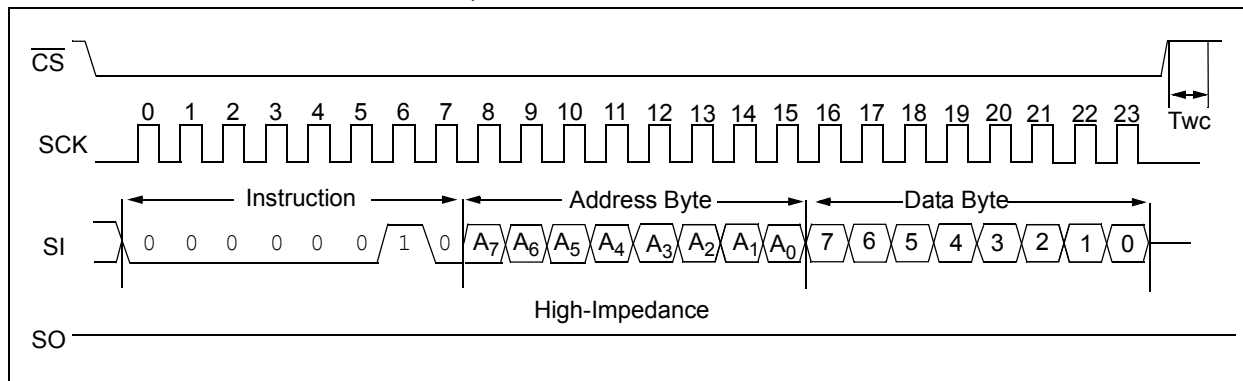 CS
0 1 2 3 4 5 6 7 8 9 10 11 12 13 14 15 16 17 18 19 20 21 22 23
Twc
SCK
Instruction Address Byte Data Byte
SI 0 0 0 0 0 0 1 0 A7 A6 A5 A4 A3 A2 A1 A0 7 6 5 4 3 2 1 0
High-Impedance
SO